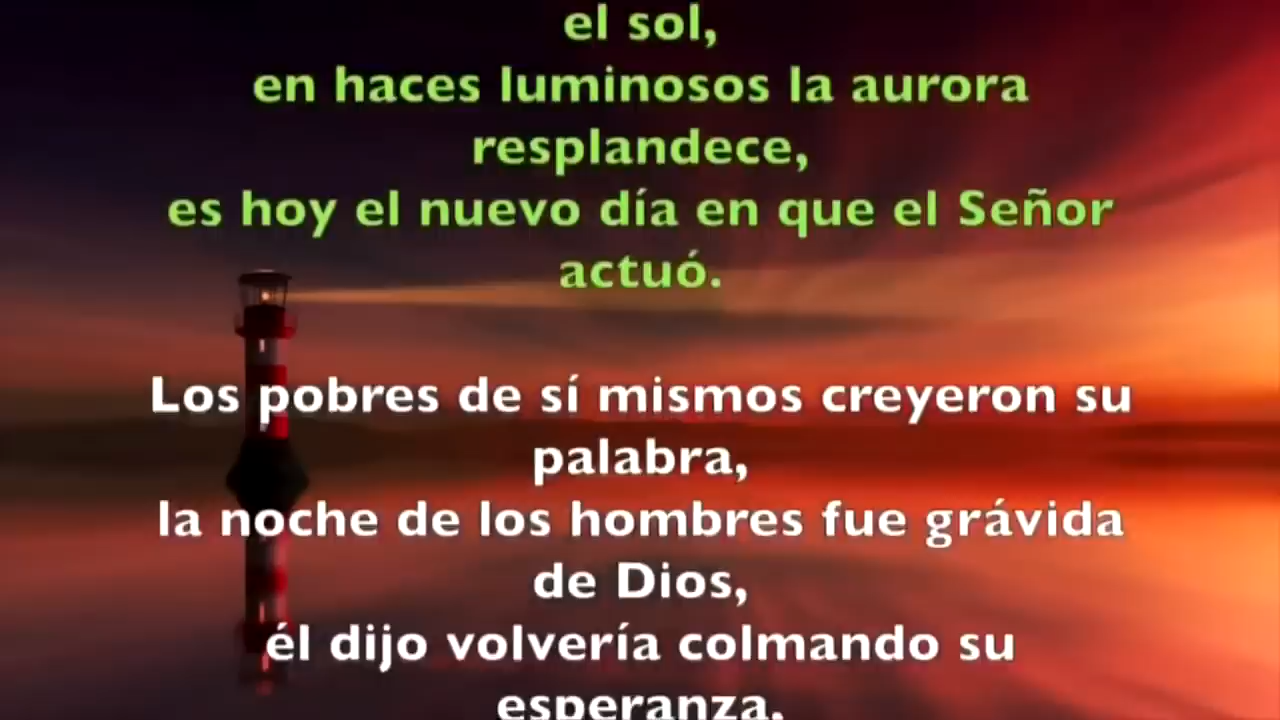 el sol,
en haces luminosos la aurora
resplandece,
es hoy el nuevo día en que el Señor
actuó.
Los pobres de sí mismos creyeron su
palabra,
la noche de los hombres fue grávida
de Dios,
él dijo volvería colmando su
esperanza,